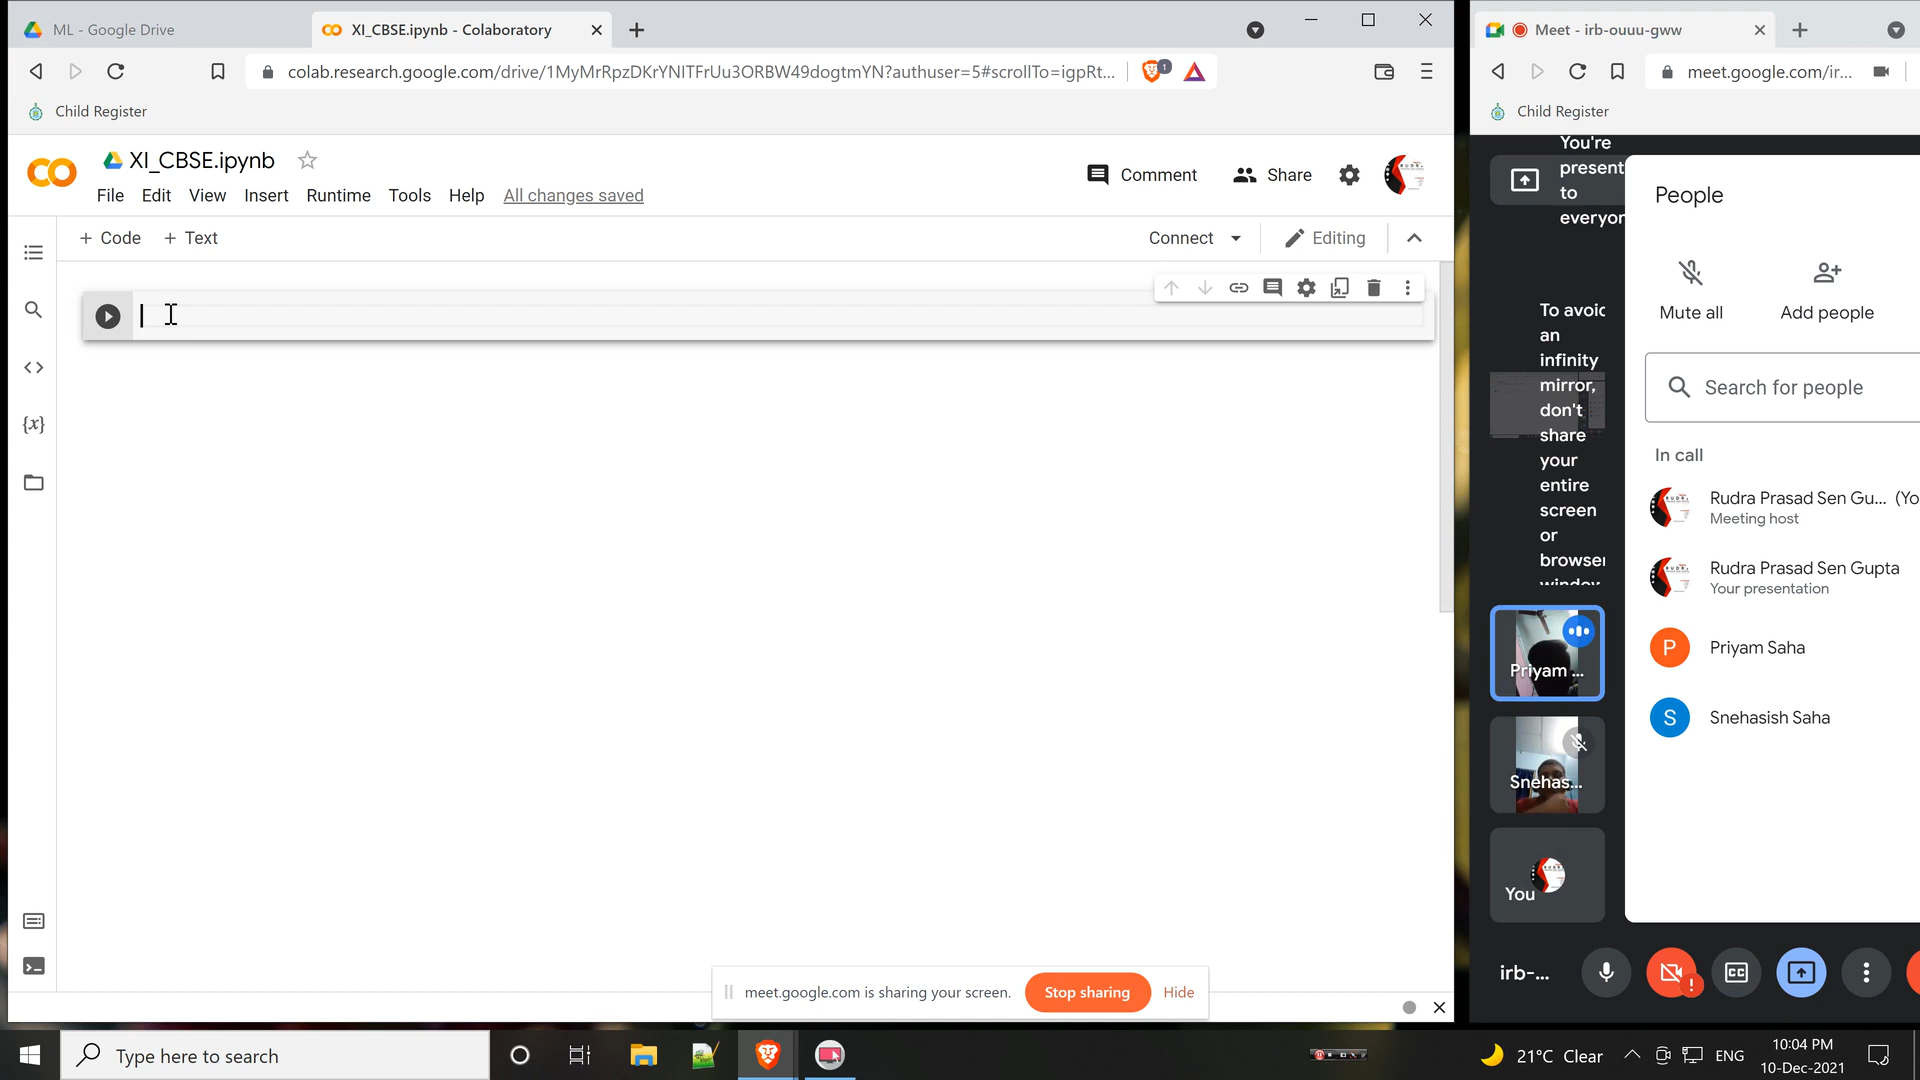 ML - Google Drive
XI_CBSE.ipynb - Colaboratory
Meet - irb-ouuu-gww
colab.research.google.com/drive/1MyMrRpzDKrYNITFrUu3ORBW49dogtmYN?authuser=5#scrollTo=igpRt...
1
meet.google.com/ir...
Child Register
Child Register
XI_CBSE.ipynb
Comment
Share
File Edit View Insert Runtime Tools Help All changes saved
+ Code + Text
Connect
Editing
{x}
You're
present
to
everyor
To avoid
an
infinity
mirror,
don't
share
your
entire
screen
or
browser
window
People
Mute all
Add people
Search for people
In call
Rudra Prasad Sen Gu... (Yo
Meeting host
Rudra Prasad Sen Gupta
Your presentation
P
Priyam Saha
S
Snehasish Saha
Priyam ...
Snehas...
You
irb-...
CC
!
meet.google.com is sharing your screen.
Stop sharing
Hide
Type here to search
21°C Clear
ENG
10:04 PM
10-Dec-2021